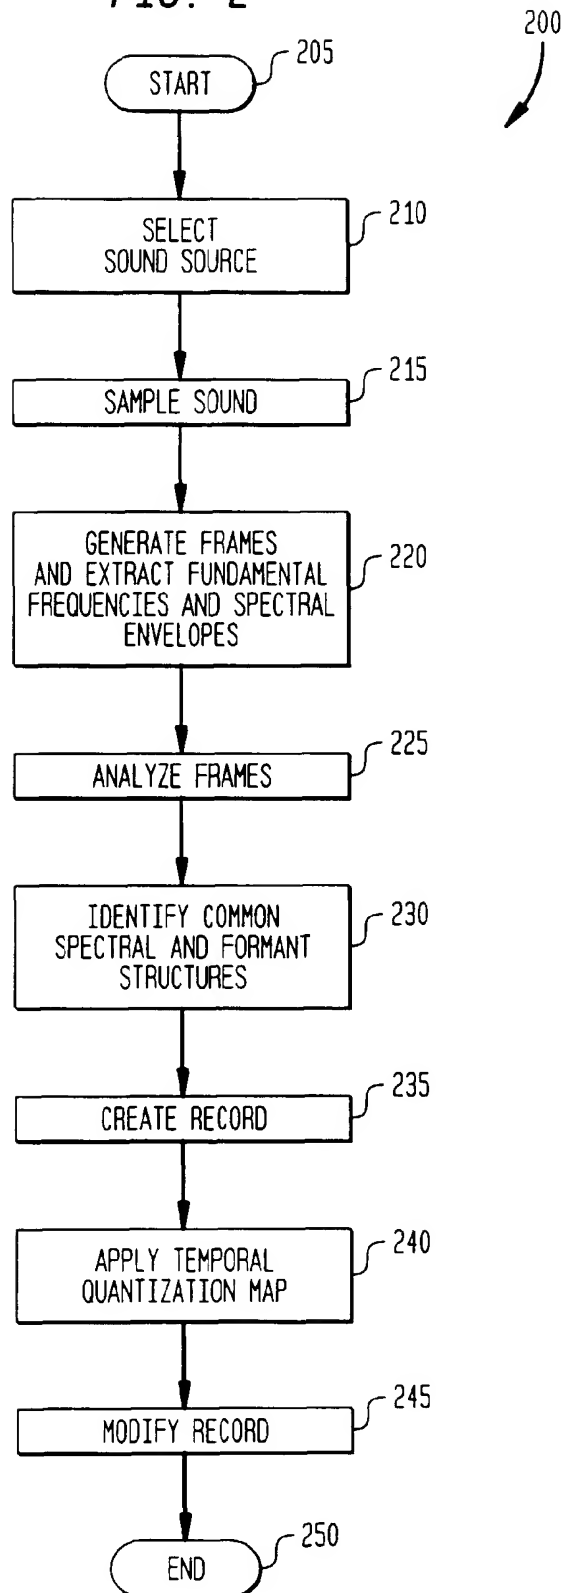 FIG. 2
200
START
205
SELECT
SOUND SOURCE
210
SAMPLE SOUND
215
GENERATE FRAMES
AND EXTRACT FUNDAMENTAL
FREQUENCIES AND SPECTRAL
ENVELOPES
220
ANALYZE FRAMES
225
IDENTIFY COMMON
SPECTRAL AND FORMANT
STRUCTURES
230
CREATE RECORD
235
APPLY TEMPORAL
QUANTIZATION MAP
240
MODIFY RECORD
245
END
250